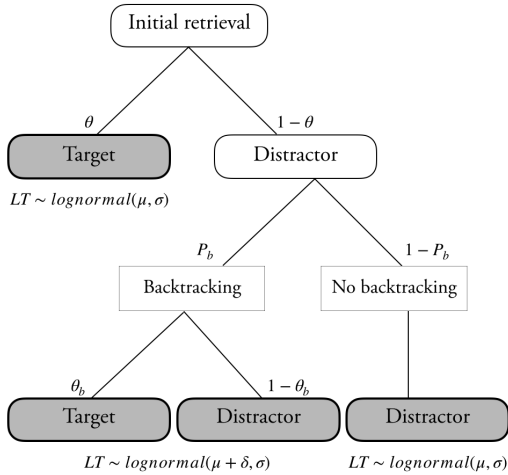 Initial retrieval
θ
1 − θ
Target
Distractor
LT ~ lognormal(μ, σ)
P_b
1 − P_b
Backtracking
No backtracking
θ_b
1 − θ_b
Target
Distractor
Distractor
LT ~ lognormal(μ + δ, σ)
LT ~ lognormal(μ, σ)